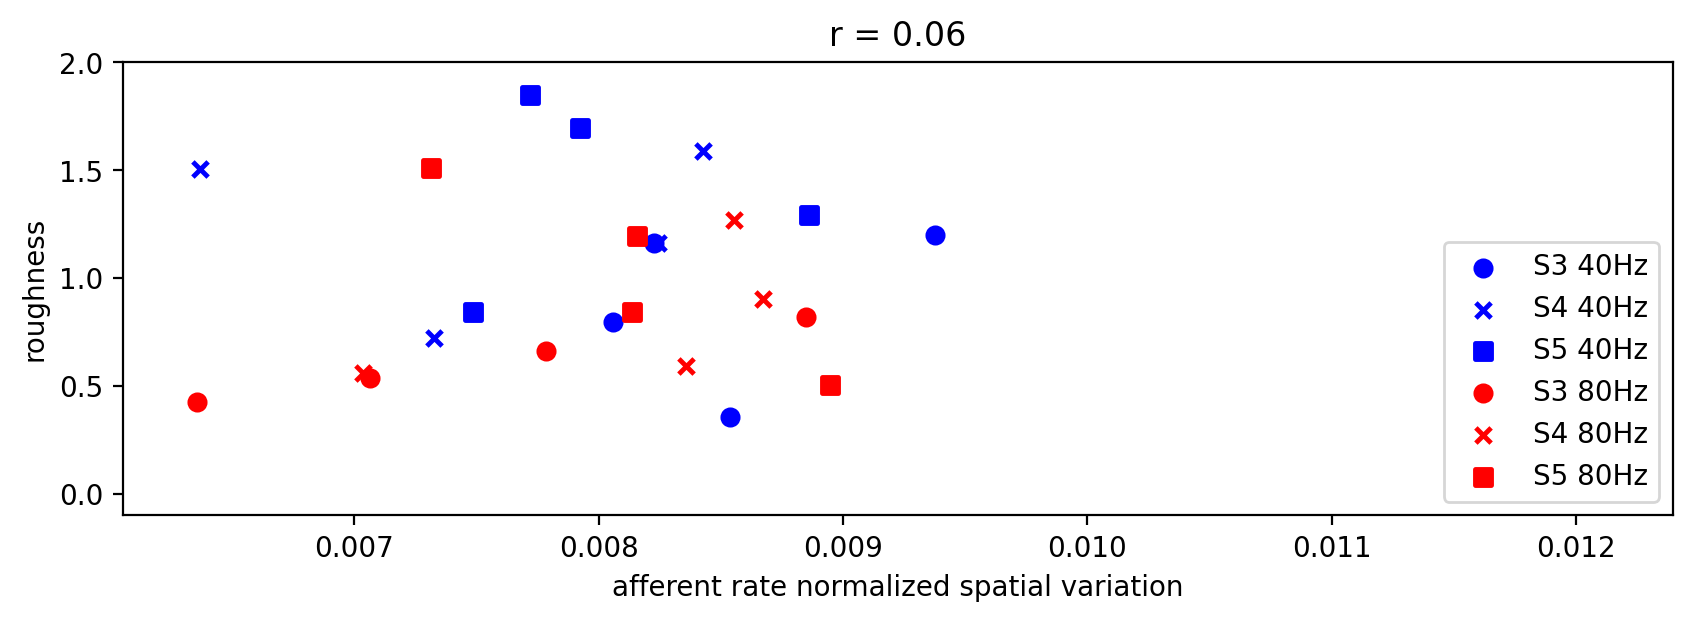 r = 0.06
2.0
1.5
1.0
0.5
0.0
roughness
S3 40Hz
S4 40Hz
S5 40Hz
S3 80Hz
S4 80Hz
S5 80Hz
0.007 0.008 0.009 0.010 0.011 0.012
afferent rate normalized spatial variation